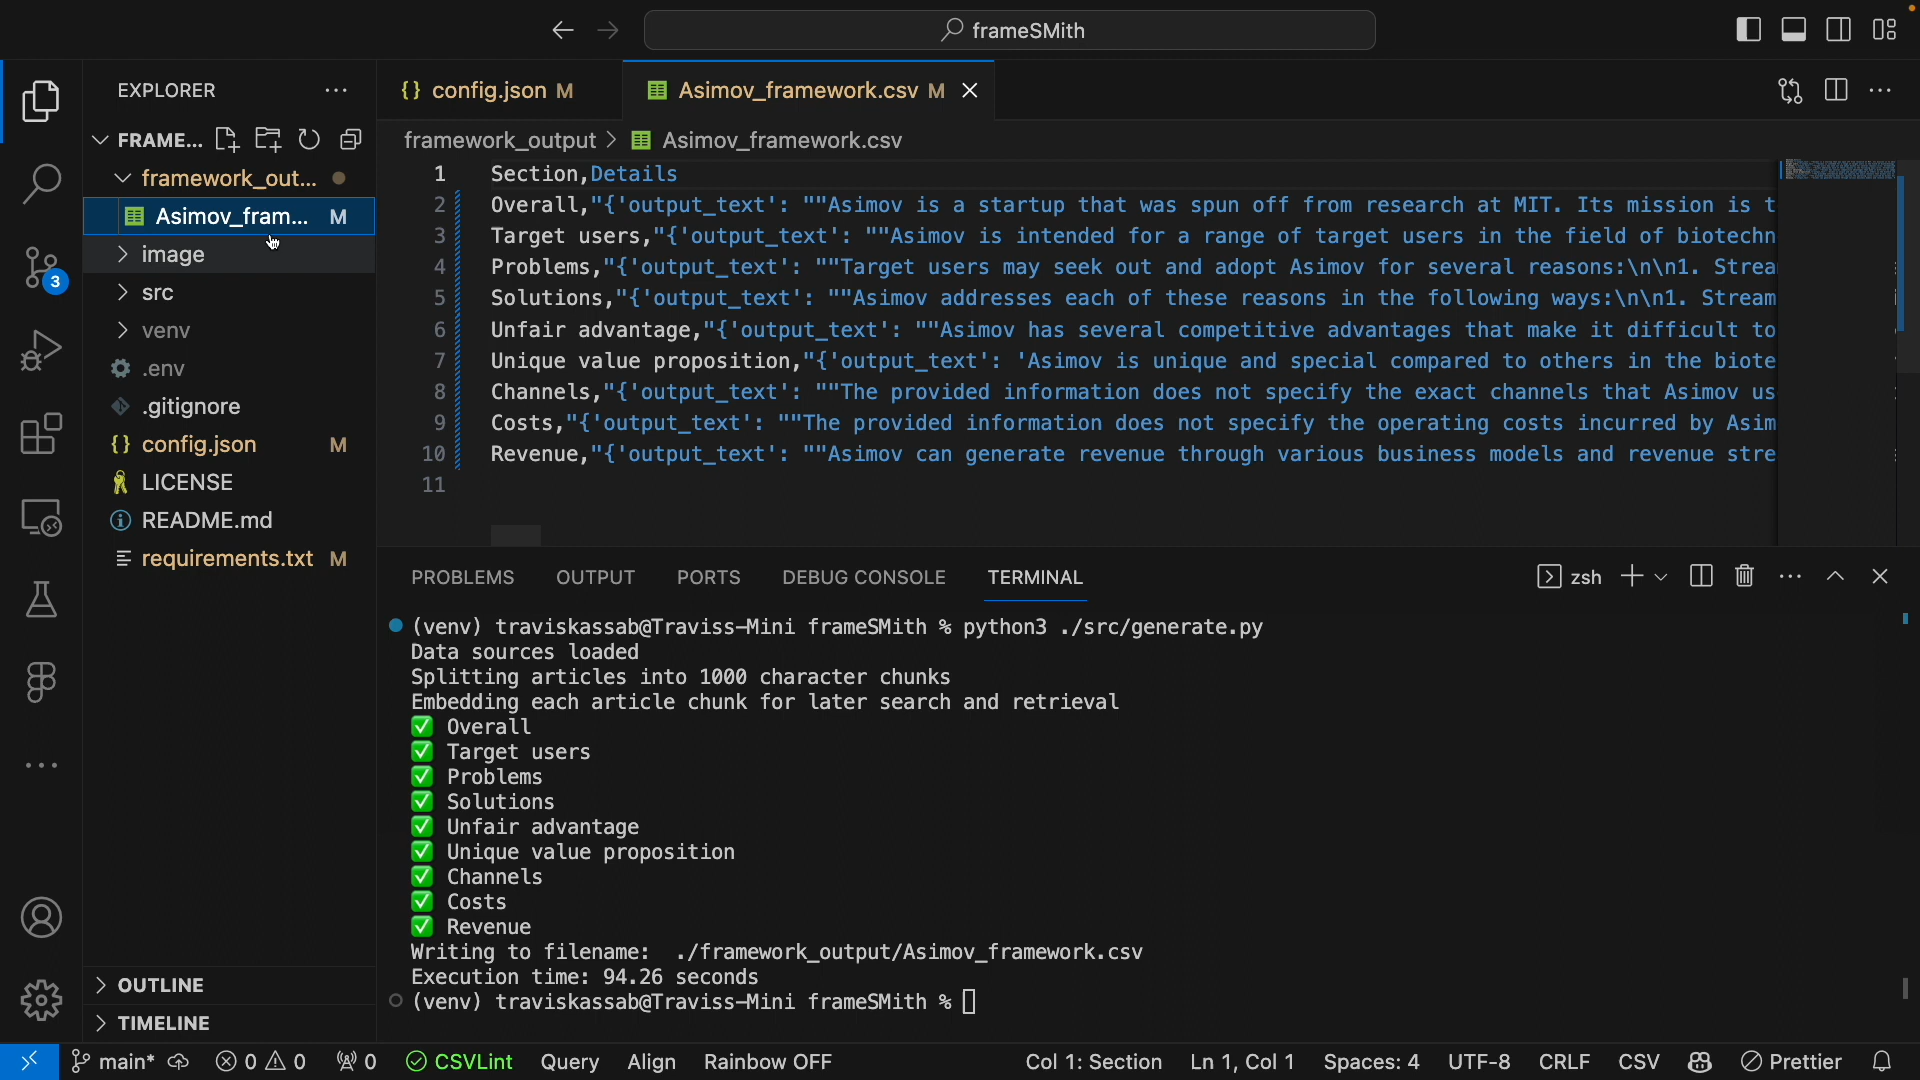 frameSMith
EXPLORER
FRAME...
framework_out...
Asimov_fram... M
image
src
venv
.env
.gitignore
config.json M
LICENSE
README.md
requirements.txt M
OUTLINE
TIMELINE
3
config.json M
Asimov_framework.csv M
framework_output > Asimov_framework.csv
1 Section,Details
2 Overall,"{'output_text': ""Asimov is a startup that was spun off from research at MIT. Its mission is t
3 Target users,"{'output_text': ""Asimov is intended for a range of target users in the field of biotechn
4 Problems,"{'output_text': ""Target users may seek out and adopt Asimov for several reasons:\n\n1. Strea
5 Solutions,"{'output_text': ""Asimov addresses each of these reasons in the following ways:\n\n1. Stream
6 Unfair advantage,"{'output_text': ""Asimov has several competitive advantages that make it difficult to
7 Unique value proposition,"{'output_text': 'Asimov is unique and special compared to others in the biote
8 Channels,"{'output_text': ""The provided information does not specify the exact channels that Asimov us
9 Costs,"{'output_text': ""The provided information does not specify the operating costs incurred by Asim
10 Revenue,"{'output_text': ""Asimov can generate revenue through various business models and revenue stre
11
PROBLEMS OUTPUT PORTS DEBUG CONSOLE TERMINAL zsh
(venv) traviskassab@Traviss-Mini frameSMith % python3 ./src/generate.py
Data sources loaded
Splitting articles into 1000 character chunks
Embedding each article chunk for later search and retrieval
✅ Overall
✅ Target users
✅ Problems
✅ Solutions
✅ Unfair advantage
✅ Unique value proposition
✅ Channels
✅ Costs
✅ Revenue
Writing to filename:  ./framework_output/Asimov_framework.csv
Execution time: 94.26 seconds
(venv) traviskassab@Traviss-Mini frameSMith %
main* 0 0 0 CSVLint Query Align Rainbow OFF Col 1: Section Ln 1, Col 1 Spaces: 4 UTF-8 CRLF CSV Prettier